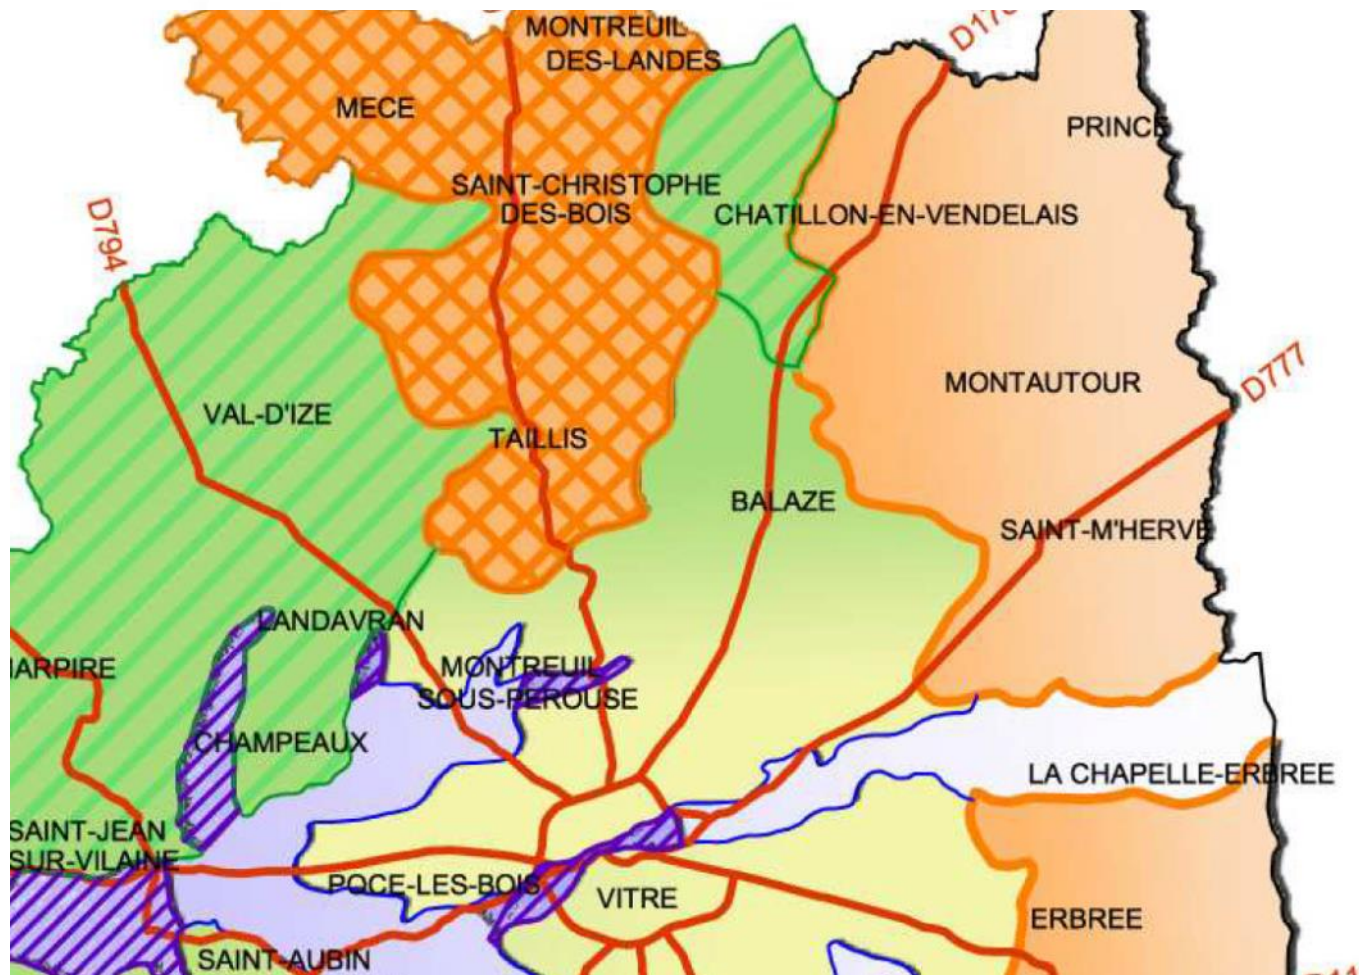 MONTREUIL
DES-LANDES
MECE
PRINCE
SAINT-CHRISTOPHE
DES-BOIS
CHATILLON-EN-VENDELAIS
D794
D777
MONTAUTOUR
VAL-D'IZE
TAILLIS
BALAZE
SAINT-M'HERVE
LANDAVRAN
MONTREUIL
SOUS-PEROUSE
ARPIRE
CHAMPEAUX
LA CHAPELLE-ERBREE
SAINT-JEAN
SUR-VILAINE
POCE-LES-BOIS
VITRE
ERBREE
SAINT-AUBIN